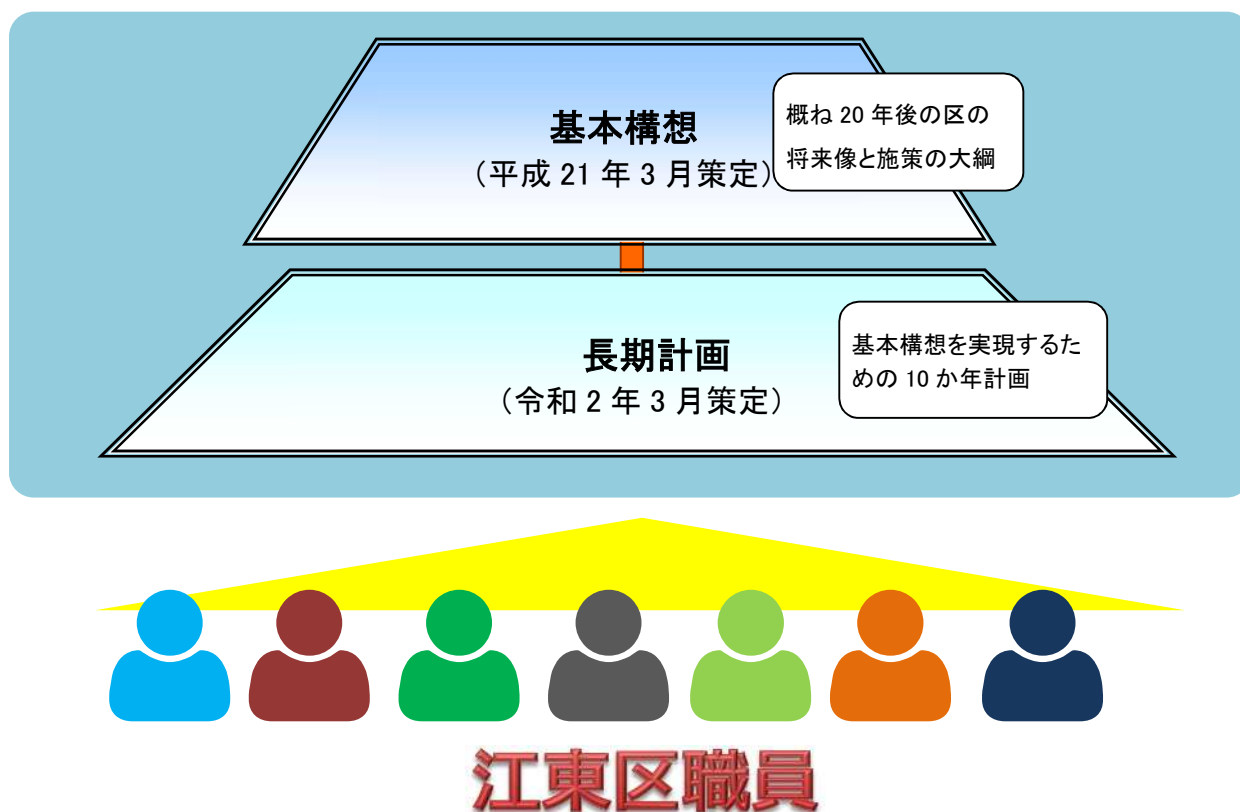 基本構想
（平成 21 年 3 月策定）
概ね 20 年後の区の
将来像と施策の大綱
長期計画
（令和 2 年 3 月策定）
基本構想を実現するた
めの 10 か年計画
江東区職員